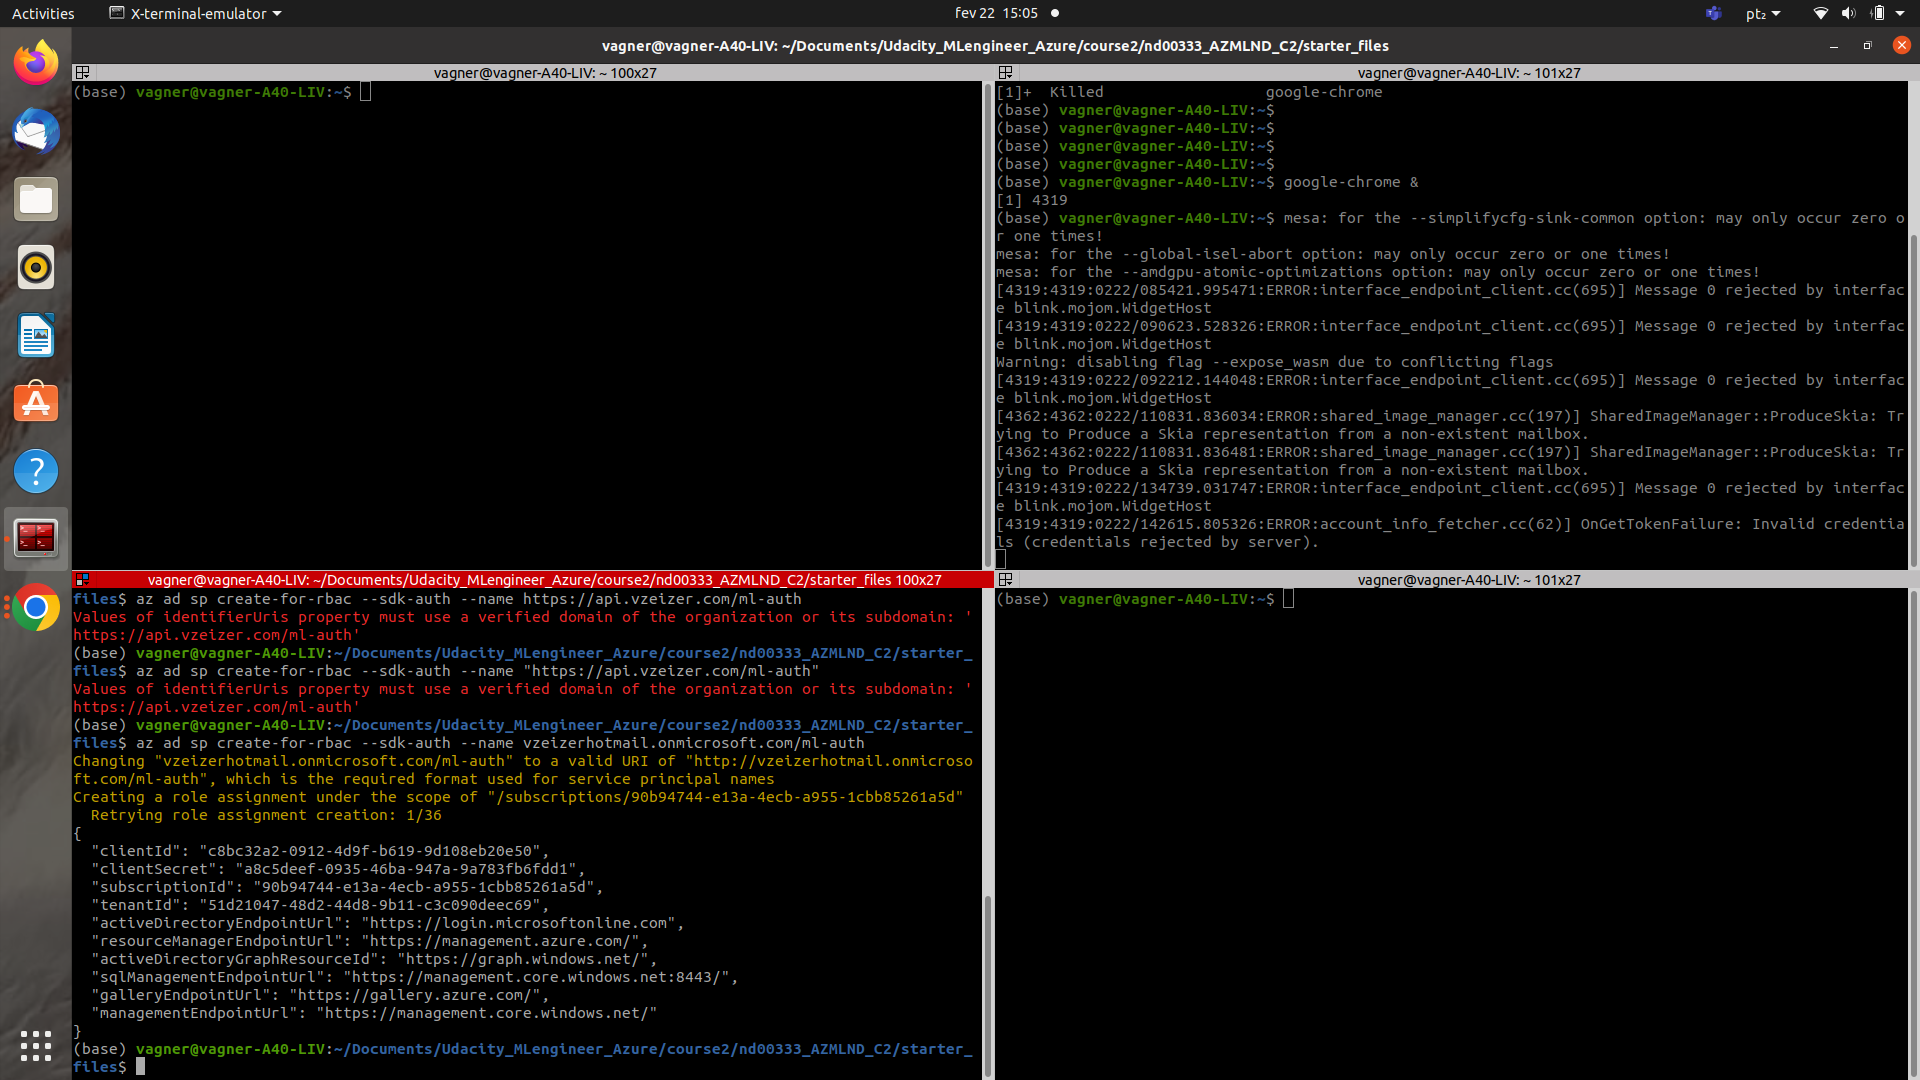 Activities
X-terminal-emulator
fev 22 15:05
pt₂
vagner@vagner-A40-LIV: ~/Documents/Udacity_MLengineer_Azure/course2/nd00333_AZMLND_C2/starter_files
vagner@vagner-A40-LIV: ~ 100x27
(base) vagner@vagner-A40-LIV:~$
vagner@vagner-A40-LIV: ~ 101x27
[1]+  Killed                  google-chrome
(base) vagner@vagner-A40-LIV:~$
(base) vagner@vagner-A40-LIV:~$
(base) vagner@vagner-A40-LIV:~$
(base) vagner@vagner-A40-LIV:~$
(base) vagner@vagner-A40-LIV:~$ google-chrome &
[1] 4319
(base) vagner@vagner-A40-LIV:~$ mesa: for the --simplifycfg-sink-common option: may only occur zero o
r one times!
mesa: for the --global-isel-abort option: may only occur zero or one times!
mesa: for the --amdgpu-atomic-optimizations option: may only occur zero or one times!
[4319:4319:0222/085421.995471:ERROR:interface_endpoint_client.cc(695)] Message 0 rejected by interfac
e blink.mojom.WidgetHost
[4319:4319:0222/090623.528326:ERROR:interface_endpoint_client.cc(695)] Message 0 rejected by interfac
e blink.mojom.WidgetHost
Warning: disabling flag --expose_wasm due to conflicting flags
[4319:4319:0222/092212.144048:ERROR:interface_endpoint_client.cc(695)] Message 0 rejected by interfac
e blink.mojom.WidgetHost
[4362:4362:0222/110831.836034:ERROR:shared_image_manager.cc(197)] SharedImageManager::ProduceSkia: Tr
ying to Produce a Skia representation from a non-existent mailbox.
[4362:4362:0222/110831.836481:ERROR:shared_image_manager.cc(197)] SharedImageManager::ProduceSkia: Tr
ying to Produce a Skia representation from a non-existent mailbox.
[4319:4319:0222/134739.031747:ERROR:interface_endpoint_client.cc(695)] Message 0 rejected by interfac
e blink.mojom.WidgetHost
[4319:4319:0222/142615.805326:ERROR:account_info_fetcher.cc(62)] OnGetTokenFailure: Invalid credentia
ls (credentials rejected by server).
vagner@vagner-A40-LIV: ~/Documents/Udacity_MLengineer_Azure/course2/nd00333_AZMLND_C2/starter_files 100x27
files$ az ad sp create-for-rbac --sdk-auth --name https://api.vzeizer.com/ml-auth
Values of identifierUris property must use a verified domain of the organization or its subdomain: '
https://api.vzeizer.com/ml-auth'
(base) vagner@vagner-A40-LIV:~/Documents/Udacity_MLengineer_Azure/course2/nd00333_AZMLND_C2/starter_
files$ az ad sp create-for-rbac --sdk-auth --name "https://api.vzeizer.com/ml-auth"
Values of identifierUris property must use a verified domain of the organization or its subdomain: '
https://api.vzeizer.com/ml-auth'
(base) vagner@vagner-A40-LIV:~/Documents/Udacity_MLengineer_Azure/course2/nd00333_AZMLND_C2/starter_
files$ az ad sp create-for-rbac --sdk-auth --name vzeizerhotmail.onmicrosoft.com/ml-auth
Changing "vzeizerhotmail.onmicrosoft.com/ml-auth" to a valid URI of "http://vzeizerhotmail.onmicroso
ft.com/ml-auth", which is the required format used for service principal names
Creating a role assignment under the scope of "/subscriptions/90b94744-e13a-4ecb-a955-1cbb85261a5d"
  Retrying role assignment creation: 1/36
{
  "clientId": "c8bc32a2-0912-4d9f-b619-9d108eb20e50",
  "clientSecret": "a8c5deef-0935-46ba-947a-9a783fb6fdd1",
  "subscriptionId": "90b94744-e13a-4ecb-a955-1cbb85261a5d",
  "tenantId": "51d21047-48d2-44d8-9b11-c3c090deec69",
  "activeDirectoryEndpointUrl": "https://login.microsoftonline.com",
  "resourceManagerEndpointUrl": "https://management.azure.com/",
  "activeDirectoryGraphResourceId": "https://graph.windows.net/",
  "sqlManagementEndpointUrl": "https://management.core.windows.net:8443/",
  "galleryEndpointUrl": "https://gallery.azure.com/",
  "managementEndpointUrl": "https://management.core.windows.net/"
}
(base) vagner@vagner-A40-LIV:~/Documents/Udacity_MLengineer_Azure/course2/nd00333_AZMLND_C2/starter_
files$
vagner@vagner-A40-LIV: ~ 101x27
(base) vagner@vagner-A40-LIV:~$